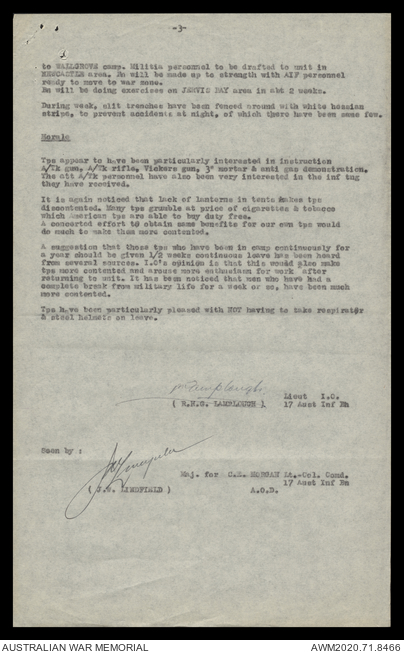 -3-
to WALLGROVE camp. Militia personnel to be drafted to unit in
NEWCASTLE area. Bn will be made up to strength with AIF personnel
ready to move to war zone.
Bn will be doing exercises on JERVIS BAY area in abt 2 weeks.
During week, slit trenches have been fenced around with white hessian
strips, to prevent accidents at night, of which there have been some few.
Morale
Tps appear to have been particularly interested in instruction
A/Tk gun, A/Tk rifle, Vickers gun, 3" mortar & anti gas demonstration.
The att A/Tk personnel have also been very interested in the inf tng
they have received.
It is again noticed that lack of lanterns in tents makes tps
discontented. Many tps grumble at price of cigarettes & tobacco
which American tps are able to buy duty free.
A concerted effort to obtain same benefits for our own tps would
do much to make them more contented.
A suggestion that those tps who have been in camp continuously for
a year should be given 1/2 weeks continuous leave has been heard
from several sources. I.O's opinion is that this would also make
tps more contented and arouse more enthusiasm for work after
returning to unit. It has been noticed that men who have had a
complete break from military life for a week or so, have been much
more contented.
Tps have been particularly pleased with NOT having to take respirator
& steel helmets on leave.
Lieut I.O.
( R.H.G. LAMPLOUGH ) 17 Aust Inf Bn
Seen by :
Maj. for C.E. MORGAN Lt.-Col. Comd.
17 Aust Inf Bn
( J.W. LINDFIELD ) A.O.D.
AUSTRALIAN WAR MEMORIAL
AWM2020.71.8466